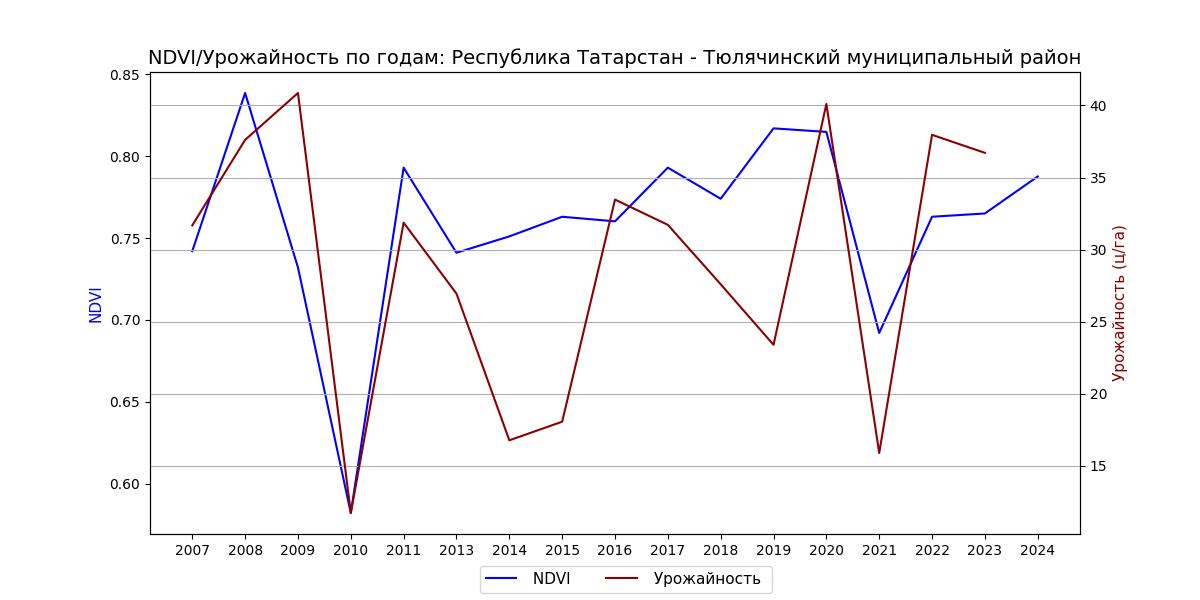 NDVI/Урожайность по годам: Республика Татарстан - Тюлячинский муниципальный район
0.85
0.80
0.75
0.70
0.65
0.60
NDVI
40
35
30
25
20
15
Урожайность (ц/га)
2007 2008 2009 2010 2011 2013 2014 2015 2016 2017 2018 2019 2020 2021 2022 2023 2024
NDVI Урожайность